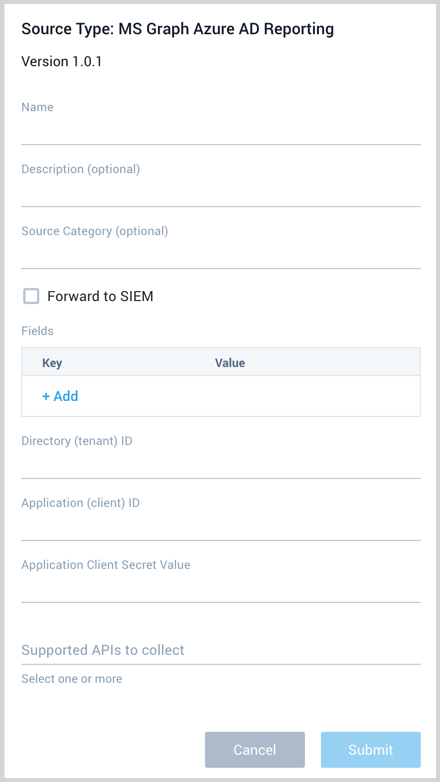 Source Type: MS Graph Azure AD Reporting
Version 1.0.1
Name
Description (optional)
Source Category (optional)
Forward to SIEM
Fields
Key Value
+ Add
Directory (tenant) ID
Application (client) ID
Application Client Secret Value
Supported APIs to collect
Select one or more
Cancel Submit